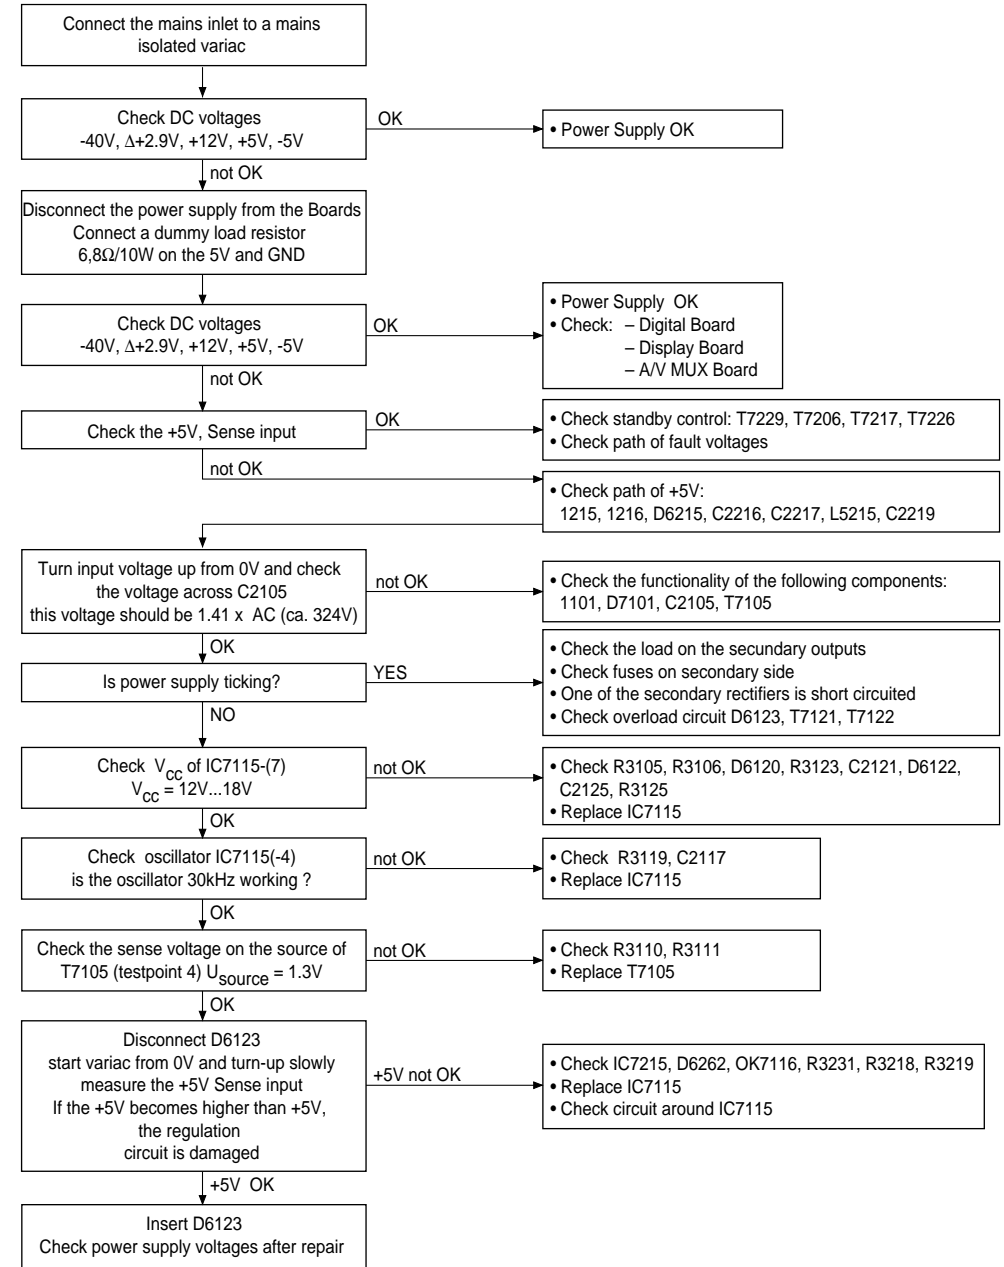 Connect the mains inlet to a mains
isolated variac
Check DC voltages
-40V, Δ+2.9V, +12V, +5V, -5V
OK
• Power Supply OK
not OK
Disconnect the power supply from the Boards
Connect a dummy load resistor
6,8Ω/10W on the 5V and GND
Check DC voltages
-40V, Δ+2.9V, +12V, +5V, -5V
OK
• Power Supply OK
• Check: – Digital Board
– Display Board
– A/V MUX Board
not OK
Check the +5V, Sense input
OK
• Check standby control: T7229, T7206, T7217, T7226
• Check path of fault voltages
not OK
• Check path of +5V:
1215, 1216, D6215, C2216, C2217, L5215, C2219
Turn input voltage up from 0V and check
the voltage across C2105
this voltage should be 1.41 x AC (ca. 324V)
not OK
• Check the functionality of the following components:
1101, D7101, C2105, T7105
OK
Is power supply ticking?
YES
• Check the load on the secundary outputs
• Check fuses on secondary side
• One of the secondary rectifiers is short circuited
• Check overload circuit D6123, T7121, T7122
NO
Check Vcc of IC7115-(7)
Vcc = 12V...18V
not OK
• Check R3105, R3106, D6120, R3123, C2121, D6122,
C2125, R3125
• Replace IC7115
OK
Check oscillator IC7115(-4)
is the oscillator 30kHz working ?
not OK
• Check R3119, C2117
• Replace IC7115
OK
Check the sense voltage on the source of
T7105 (testpoint 4) Usource = 1.3V
not OK
• Check R3110, R3111
• Replace T7105
OK
Disconnect D6123
start variac from 0V and turn-up slowly
measure the +5V Sense input
If the +5V becomes higher than +5V,
the regulation
circuit is damaged
+5V not OK
• Check IC7215, D6262, OK7116, R3231, R3218, R3219
• Replace IC7115
• Check circuit around IC7115
+5V OK
Insert D6123
Check power supply voltages after repair